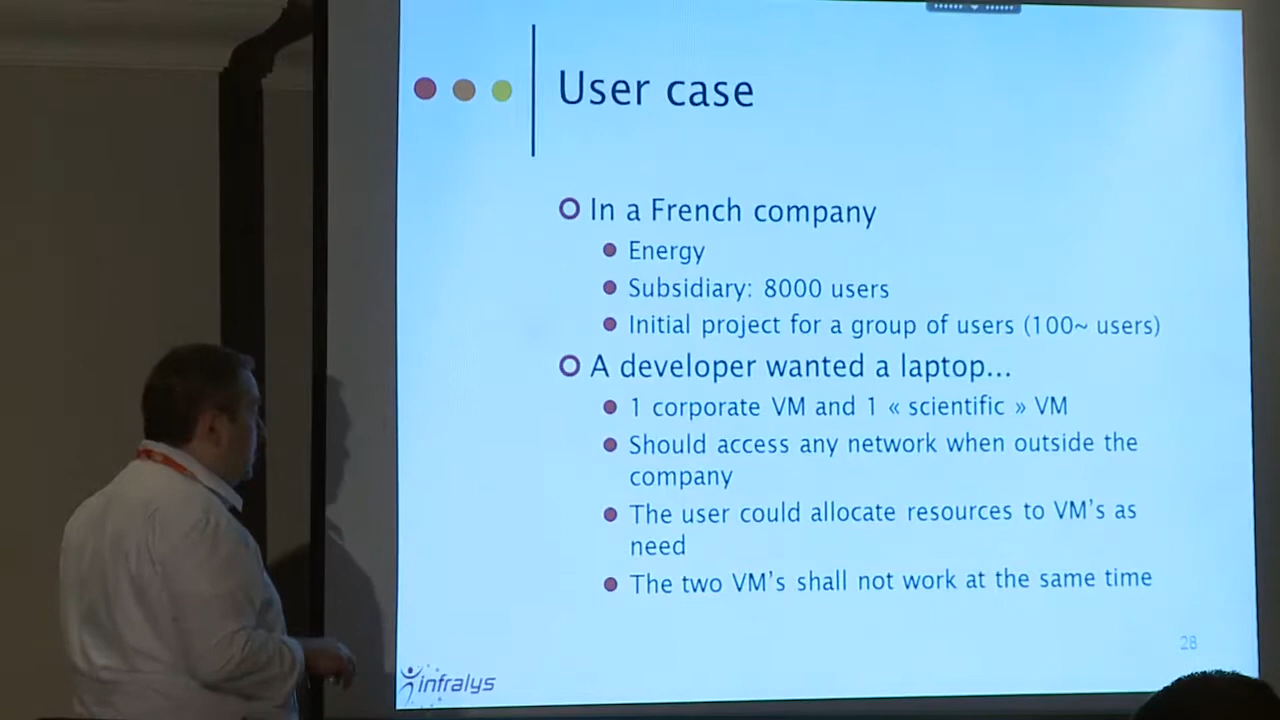 User case
In a French company
Energy
Subsidiary: 8000 users
Initial project for a group of users (100~ users)
A developer wanted a laptop...
1 corporate VM and 1 « scientific » VM
Should access any network when outside the
company
The user could allocate resources to VM's as
need
The two VM's shall not work at the same time
28
infralys